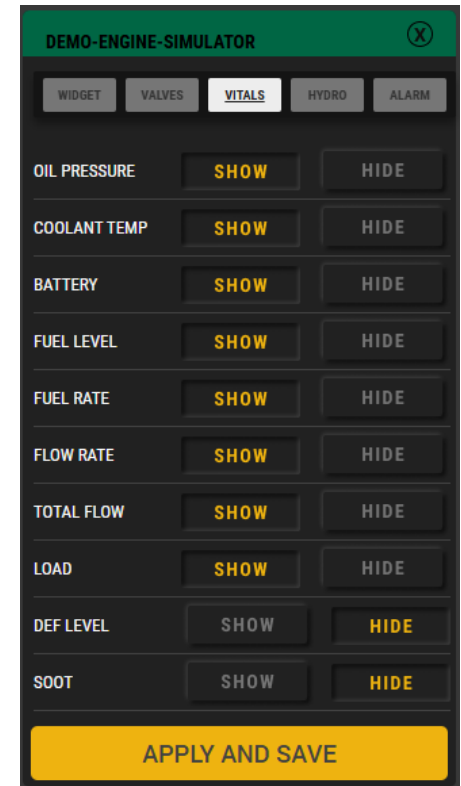 DEMO-ENGINE-SIMULATOR X
WIDGET VALVES VITALS HYDRO ALARM
OIL PRESSURE SHOW HIDE
COOLANT TEMP SHOW HIDE
BATTERY SHOW HIDE
FUEL LEVEL SHOW HIDE
FUEL RATE SHOW HIDE
FLOW RATE SHOW HIDE
TOTAL FLOW SHOW HIDE
LOAD SHOW HIDE
DEF LEVEL SHOW HIDE
SOOT SHOW HIDE
APPLY AND SAVE